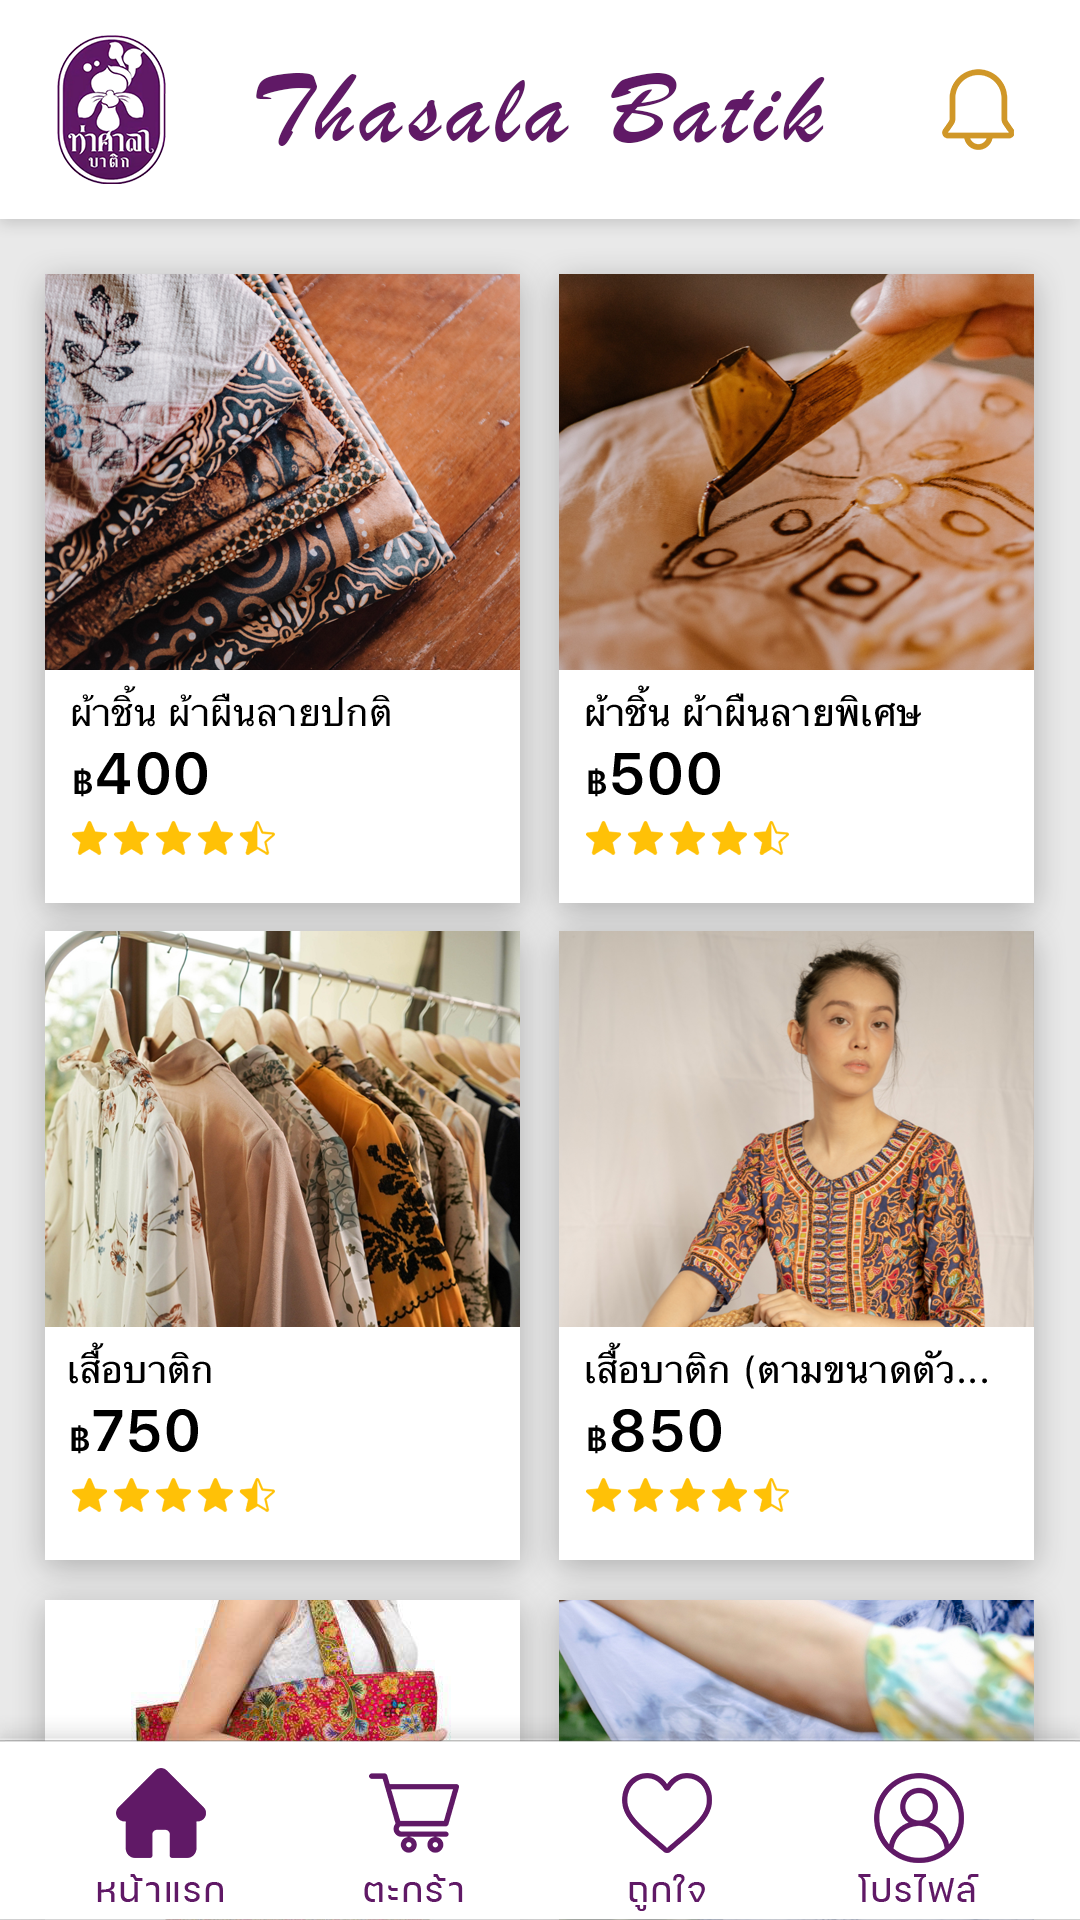 ท่าศาลา
บาติก
Thasala Batik
ผ้าชิ้น ผ้าผืนลายปกติ
฿400
ผ้าชิ้น ผ้าผืนลายพิเศษ
฿500
เสื้อบาติก
฿750
เสื้อบาติก (ตามขนาดตัว...
฿850
หน้าแรก
ตะกร้า
ถูกใจ
โปรไฟล์